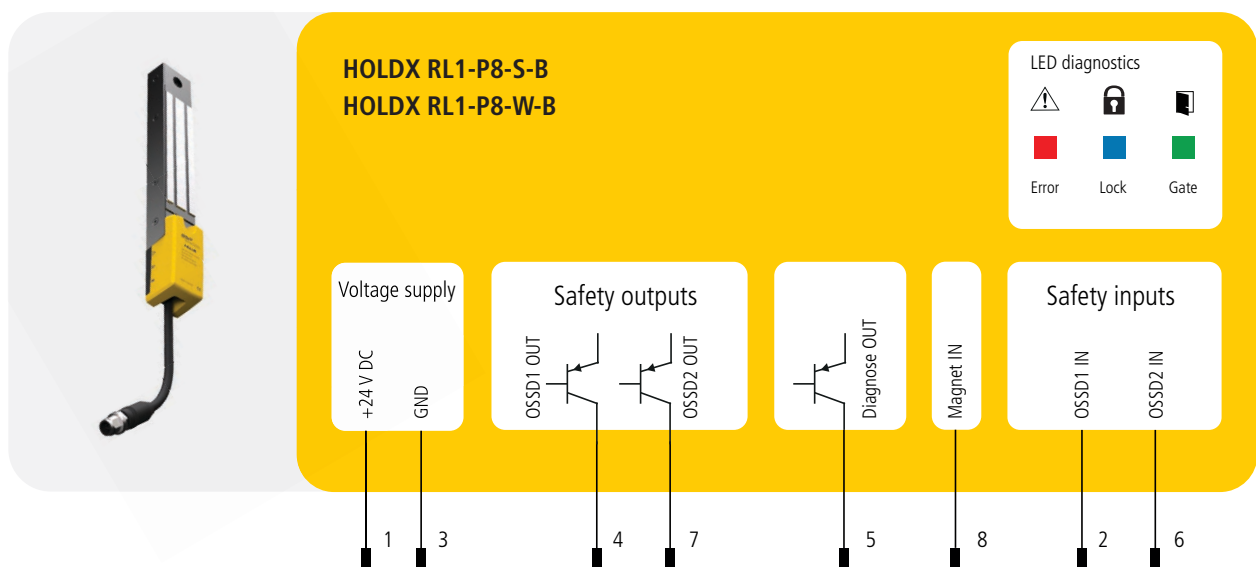 HOLDX RL1-P8-S-B
HOLDX RL1-P8-W-B
LED diagnostics
Error
Lock
Gate
Voltage supply
+24 V DC
GND
Safety outputs
OSSD1 OUT
OSSD2 OUT
Diagnose OUT
Magnet IN
Safety inputs
OSSD1 IN
OSSD2 IN
1
3
4
7
5
8
2
6